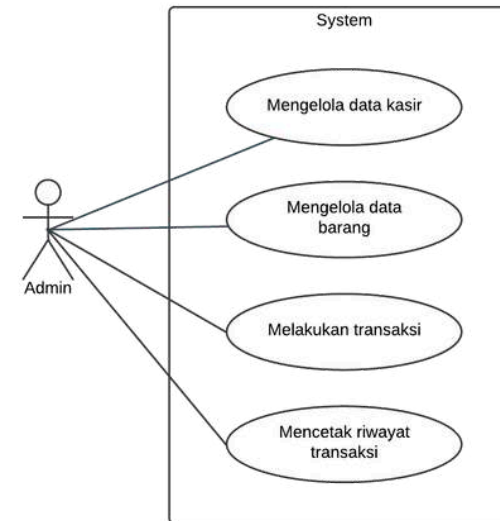 System
Mengelola data kasir
Mengelola data
barang
Admin
Melakukan transaksi
Mencetak riwayat
transaksi